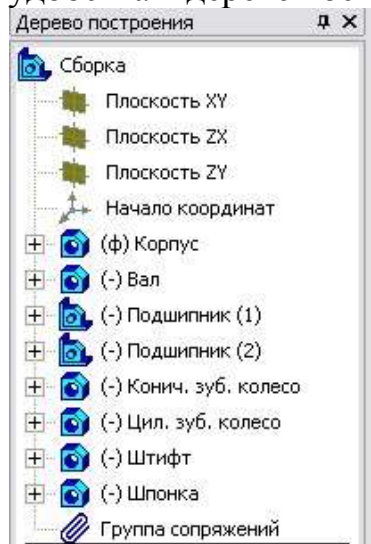 Дерево построения
Сборка
Плоскость XY
Плоскость ZX
Плоскость ZY
Начало координат
(ф) Корпус
(-) Вал
(-) Подшипник (1)
(-) Подшипник (2)
(-) Конич. зуб. колесо
(-) Цил. зуб. колесо
(-) Штифт
(-) Шпонка
Группа сопряжений